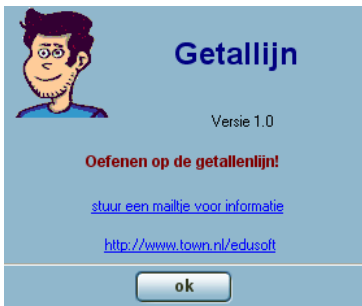 Getallijn
Versie 1.0
Oefenen op de getallenlijn!
stuur een mailtje voor informatie
http://www.town.nl/edusoft
ok